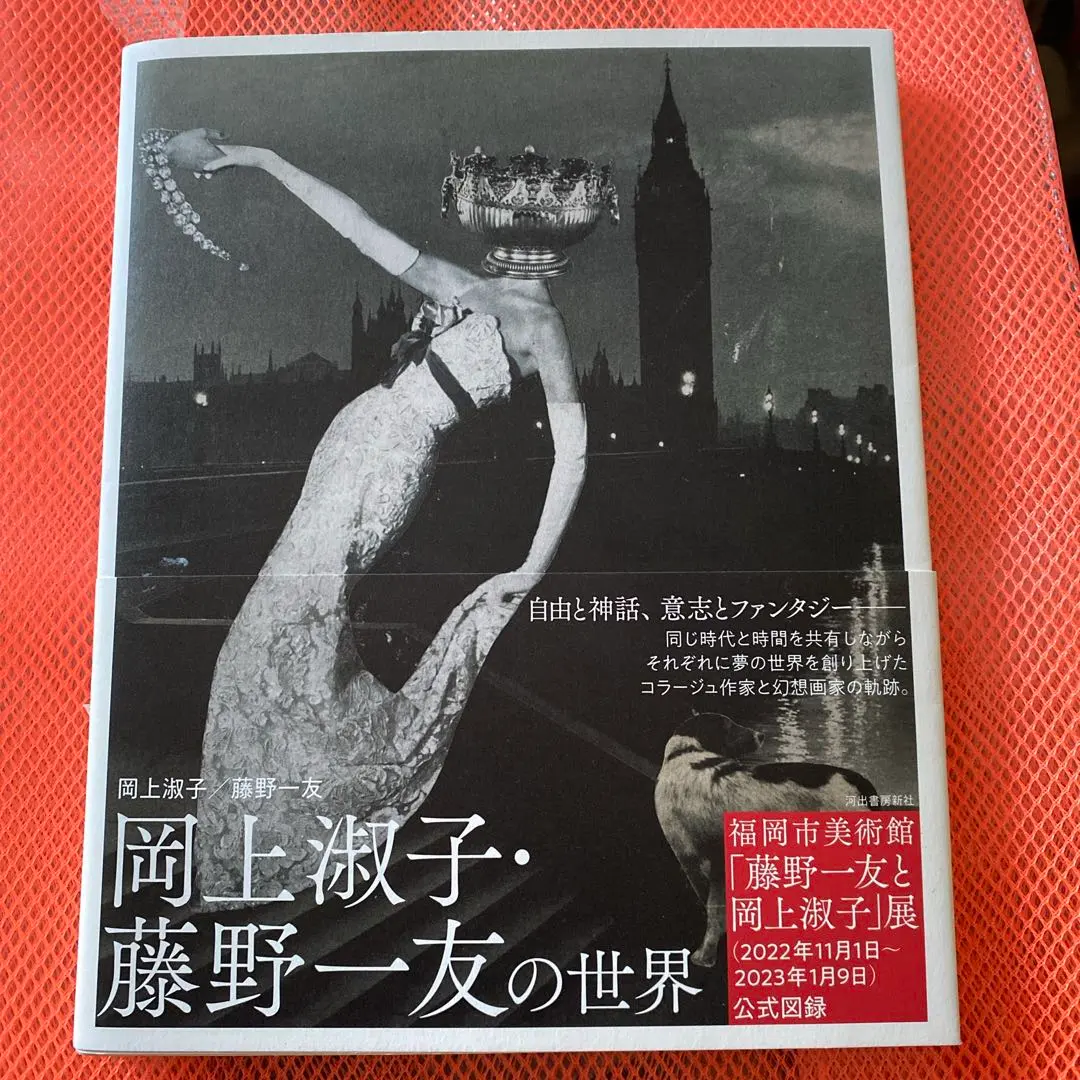 自由と神話、意志とファンタジー――
同じ時代と時間を共有しながら
それぞれに夢の世界を創り上げた
コラージュ作家と幻想画家の軌跡。
岡上淑子／藤野一友
岡上淑子・
藤野一友の世界
河出書房新社
福岡市美術館
「藤野一友と
岡上淑子」展
(2022年11月1日〜
2023年1月9日)
公式図録